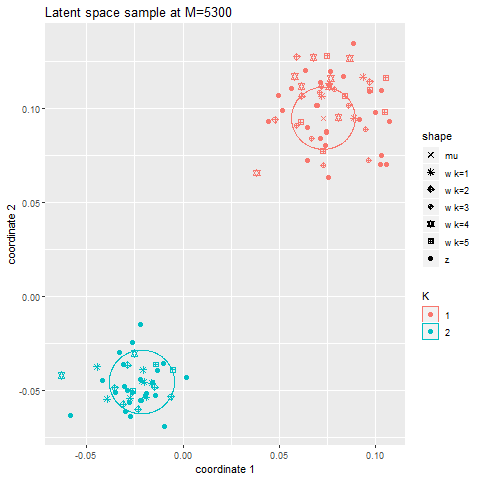 Latent space sample at M=5300
0.10
0.05
0.00
-0.05
coordinate 2
-0.05
0.00
0.05
0.10
coordinate 1
shape
mu
w k=1
w k=2
w k=3
w k=4
w k=5
z
K
1
2